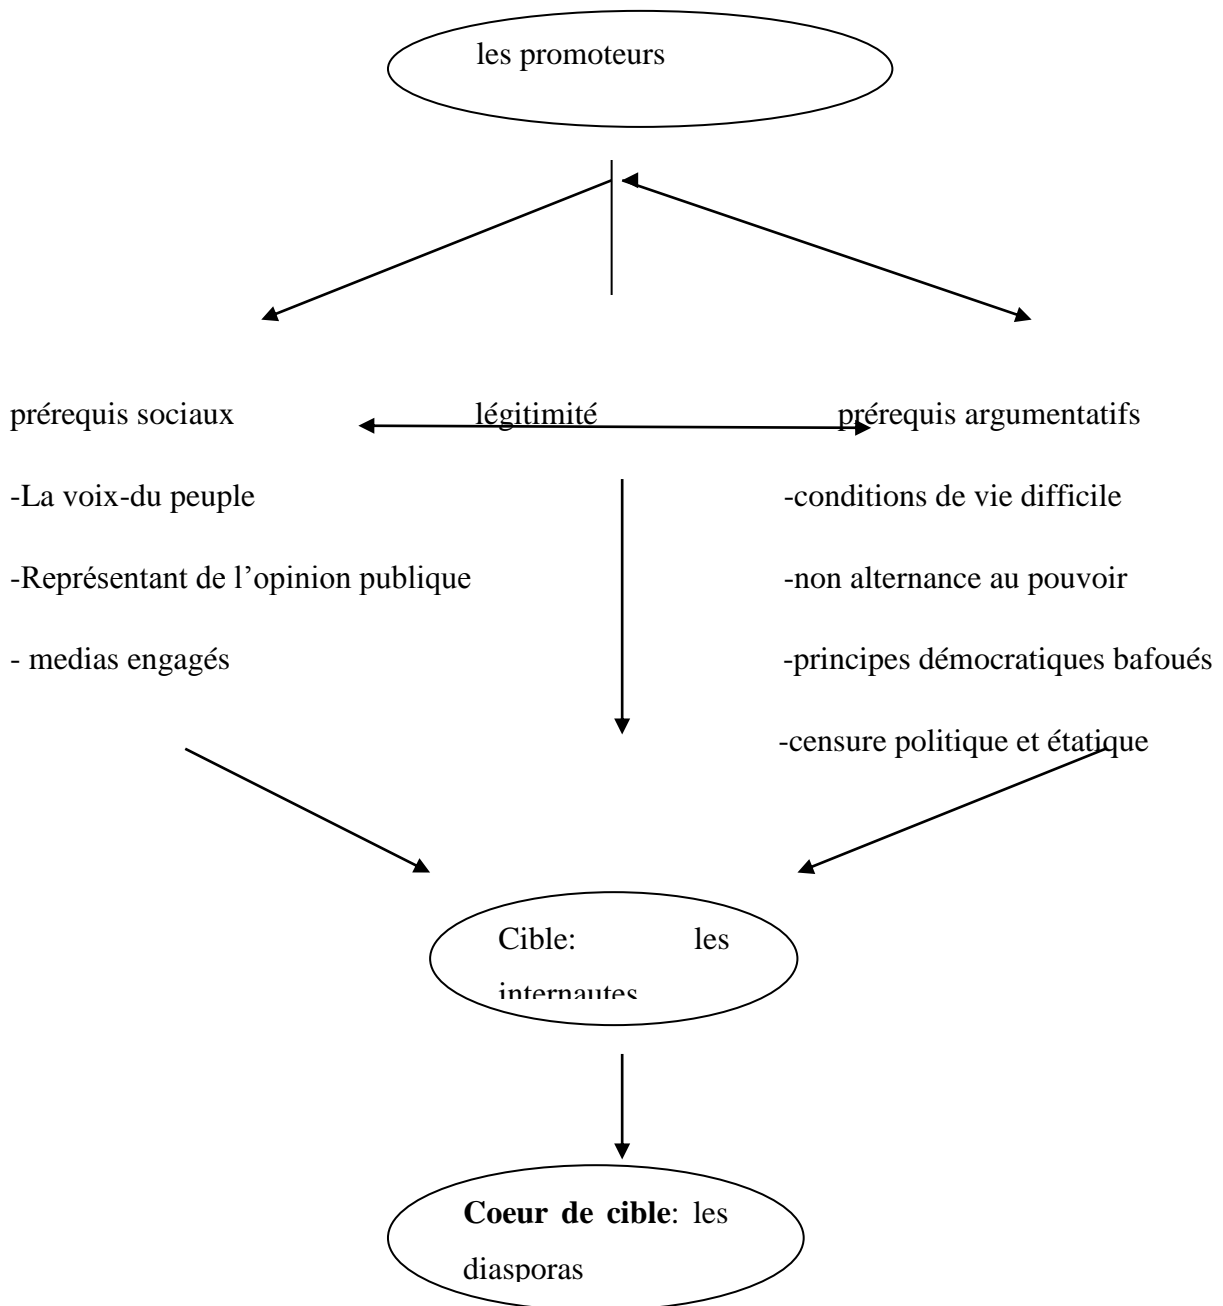 les promoteurs
prérequis sociaux légitimité prérequis argumentatifs
-La voix-du peuple -conditions de vie difficile
-Représentant de l’opinion publique -non alternance au pouvoir
- medias engagés -principes démocratiques bafoués
-censure politique et étatique
Cible: les
internautes
Coeur de cible: les
diasporas